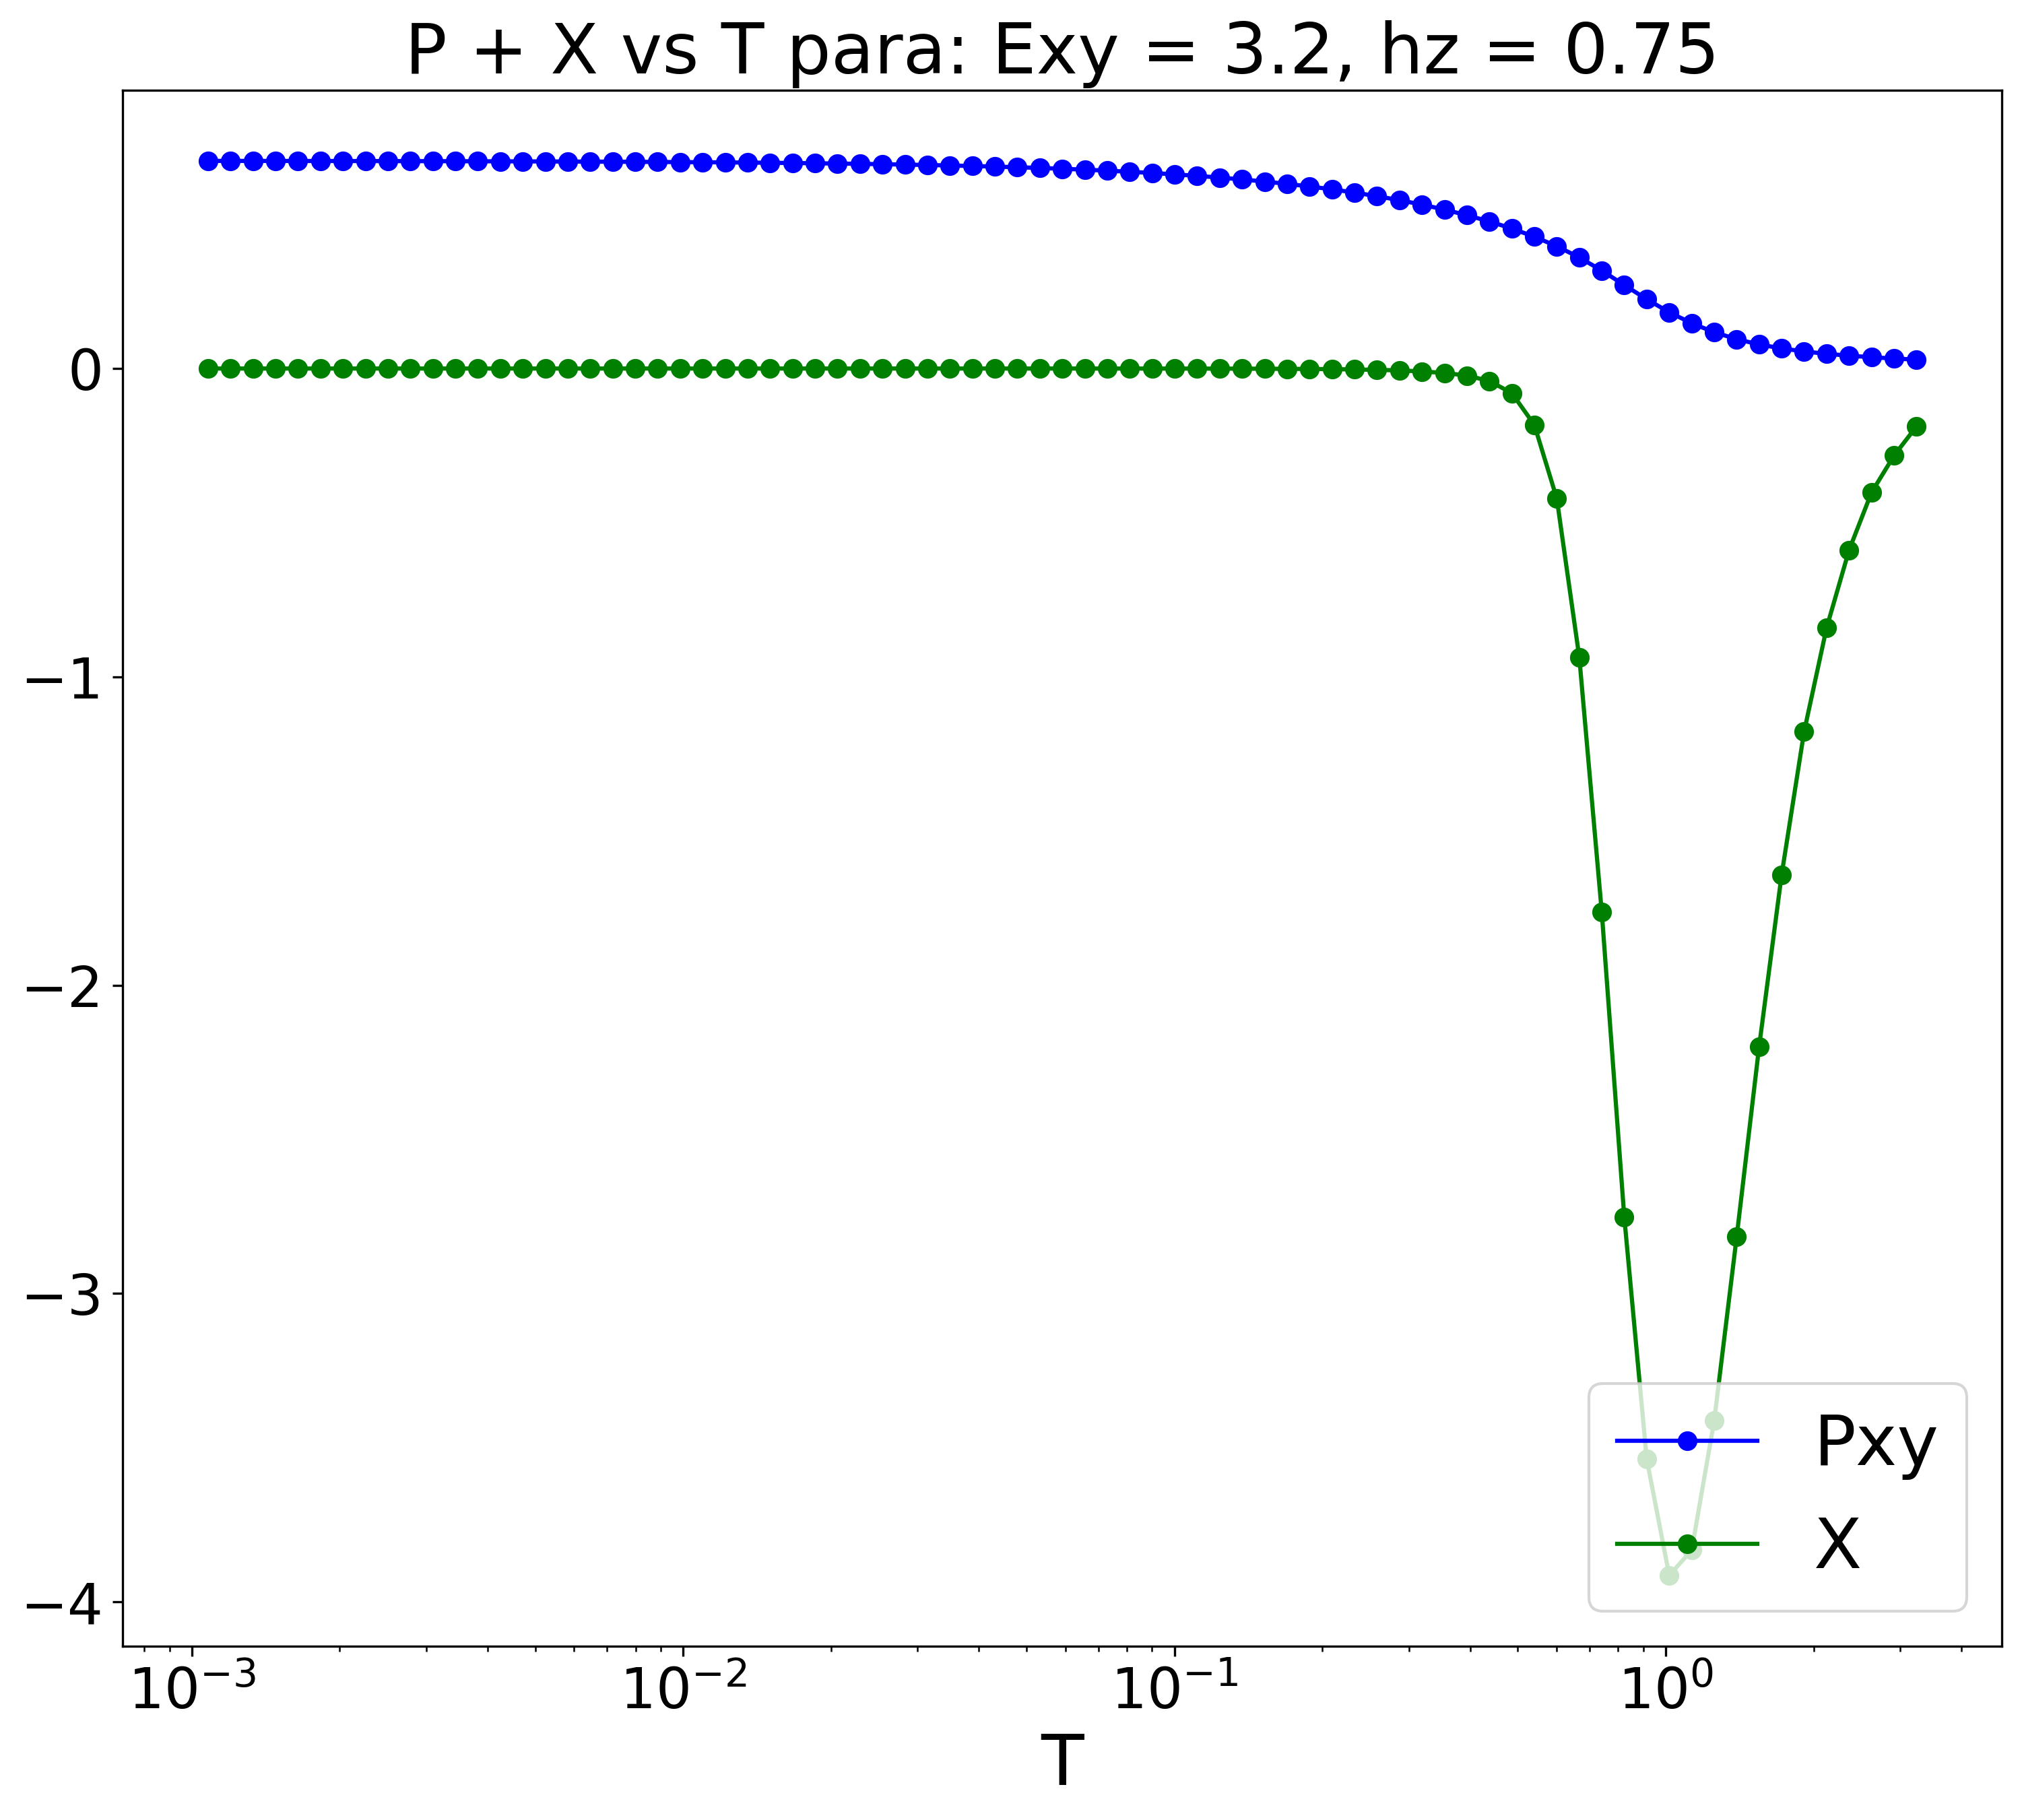 P + X vs T para: Exy = 3.2, hz = 0.75
0
−1
−2
−3
−4
Pxy
X
10⁻³ 10⁻² 10⁻¹ 10⁰
T